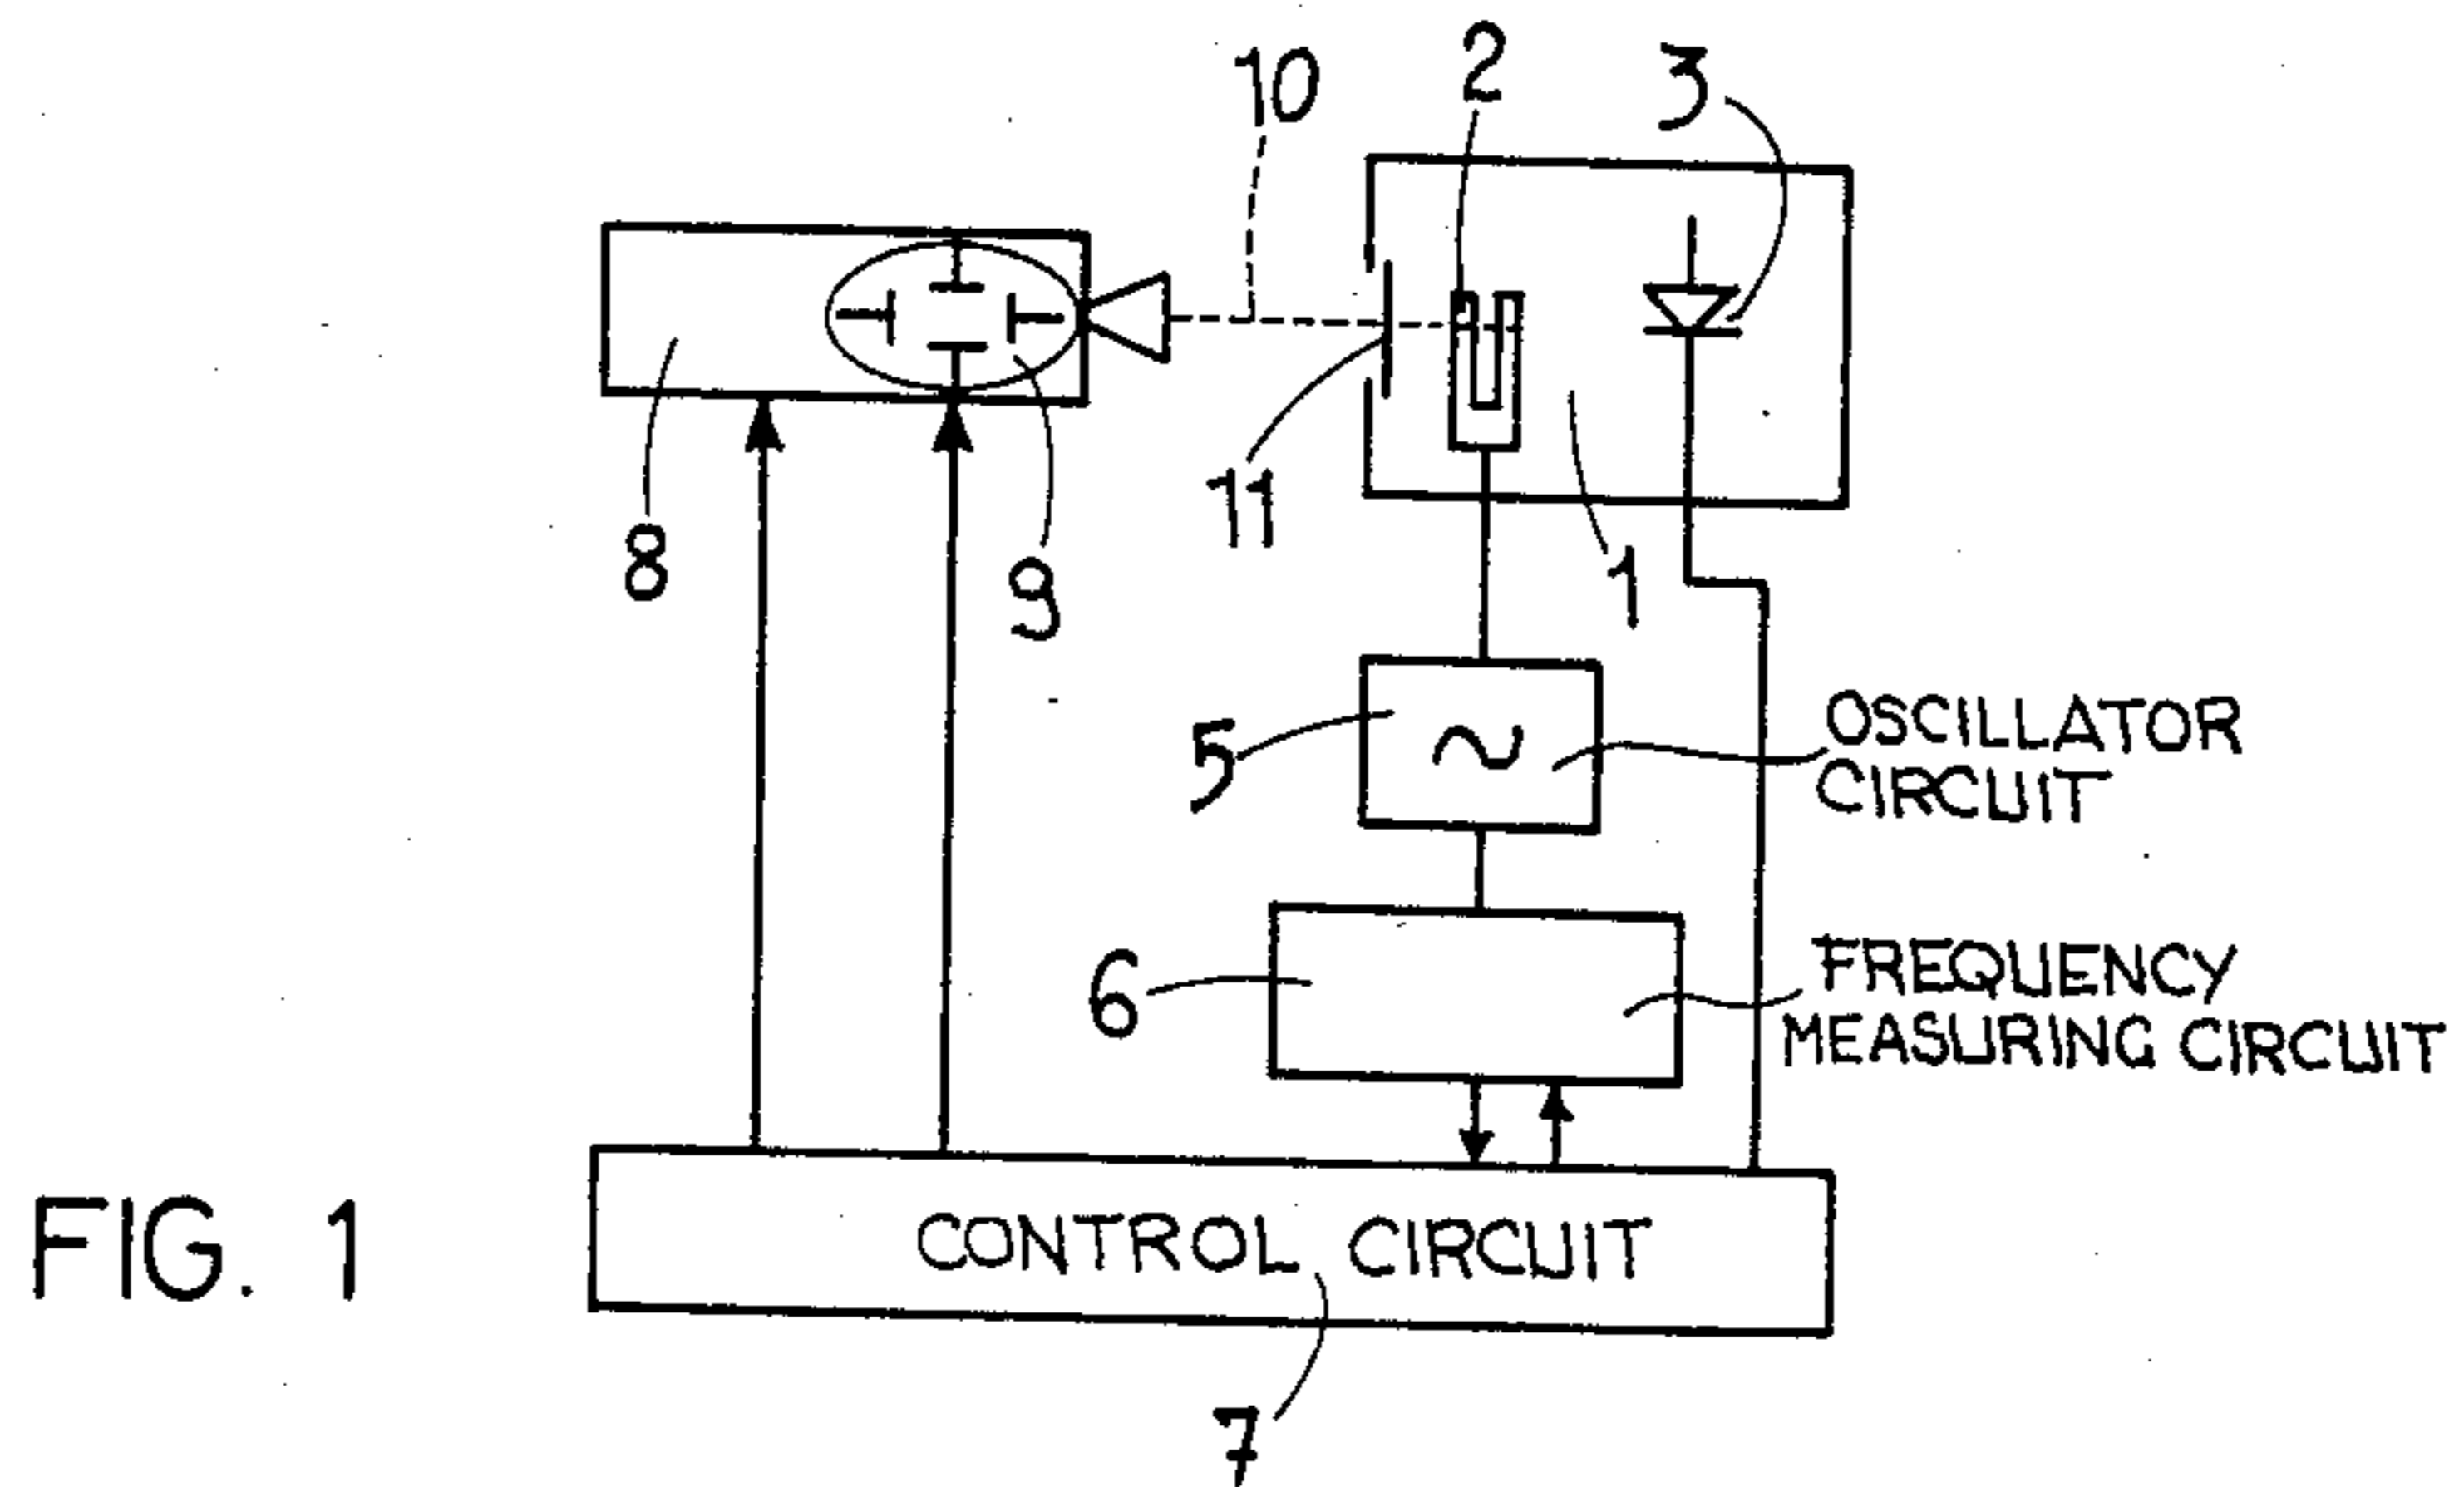 10
2
3
11
1
8
9
5
OSCILLATOR
CIRCUIT
6
FREQUENCY
MEASURING CIRCUIT
CONTROL CIRCUIT
FIG. 1
7